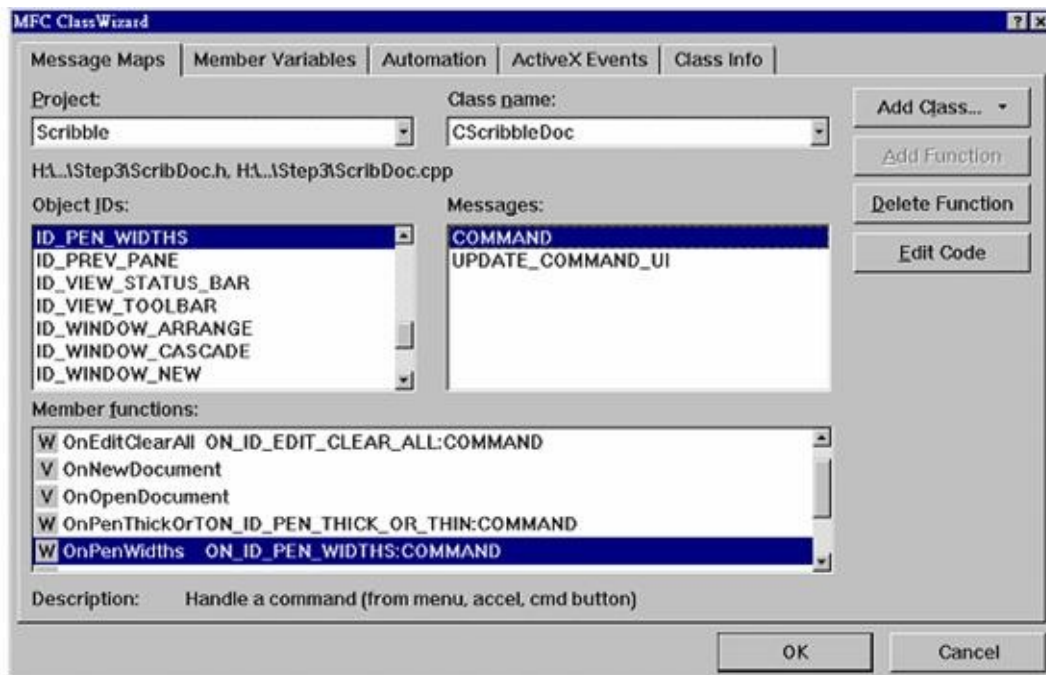 MFC ClassWizard
Message Maps Member Variables Automation ActiveX Events Class Info
Project:
Class name:
Add Class...
Scribble
CScribbleDoc
Add Function
H:\...\Step3\ScribDoc.h, H:\...\Step3\ScribDoc.cpp
Object IDs:
Messages:
Delete Function
ID_PEN_WIDTHS
ID_PREV_PANE
ID_VIEW_STATUS_BAR
ID_VIEW_TOOLBAR
ID_WINDOW_ARRANGE
ID_WINDOW_CASCADE
ID_WINDOW_NEW
COMMAND
UPDATE_COMMAND_UI
Edit Code
Member functions:
W OnEditClearAll ON_ID_EDIT_CLEAR_ALL:COMMAND
V OnNewDocument
V OnOpenDocument
W OnPenThickOrTON_ID_PEN_THICK_OR_THIN:COMMAND
W OnPenWidths ON_ID_PEN_WIDTHS:COMMAND
Description: Handle a command (from menu, accel, cmd button)
OK
Cancel